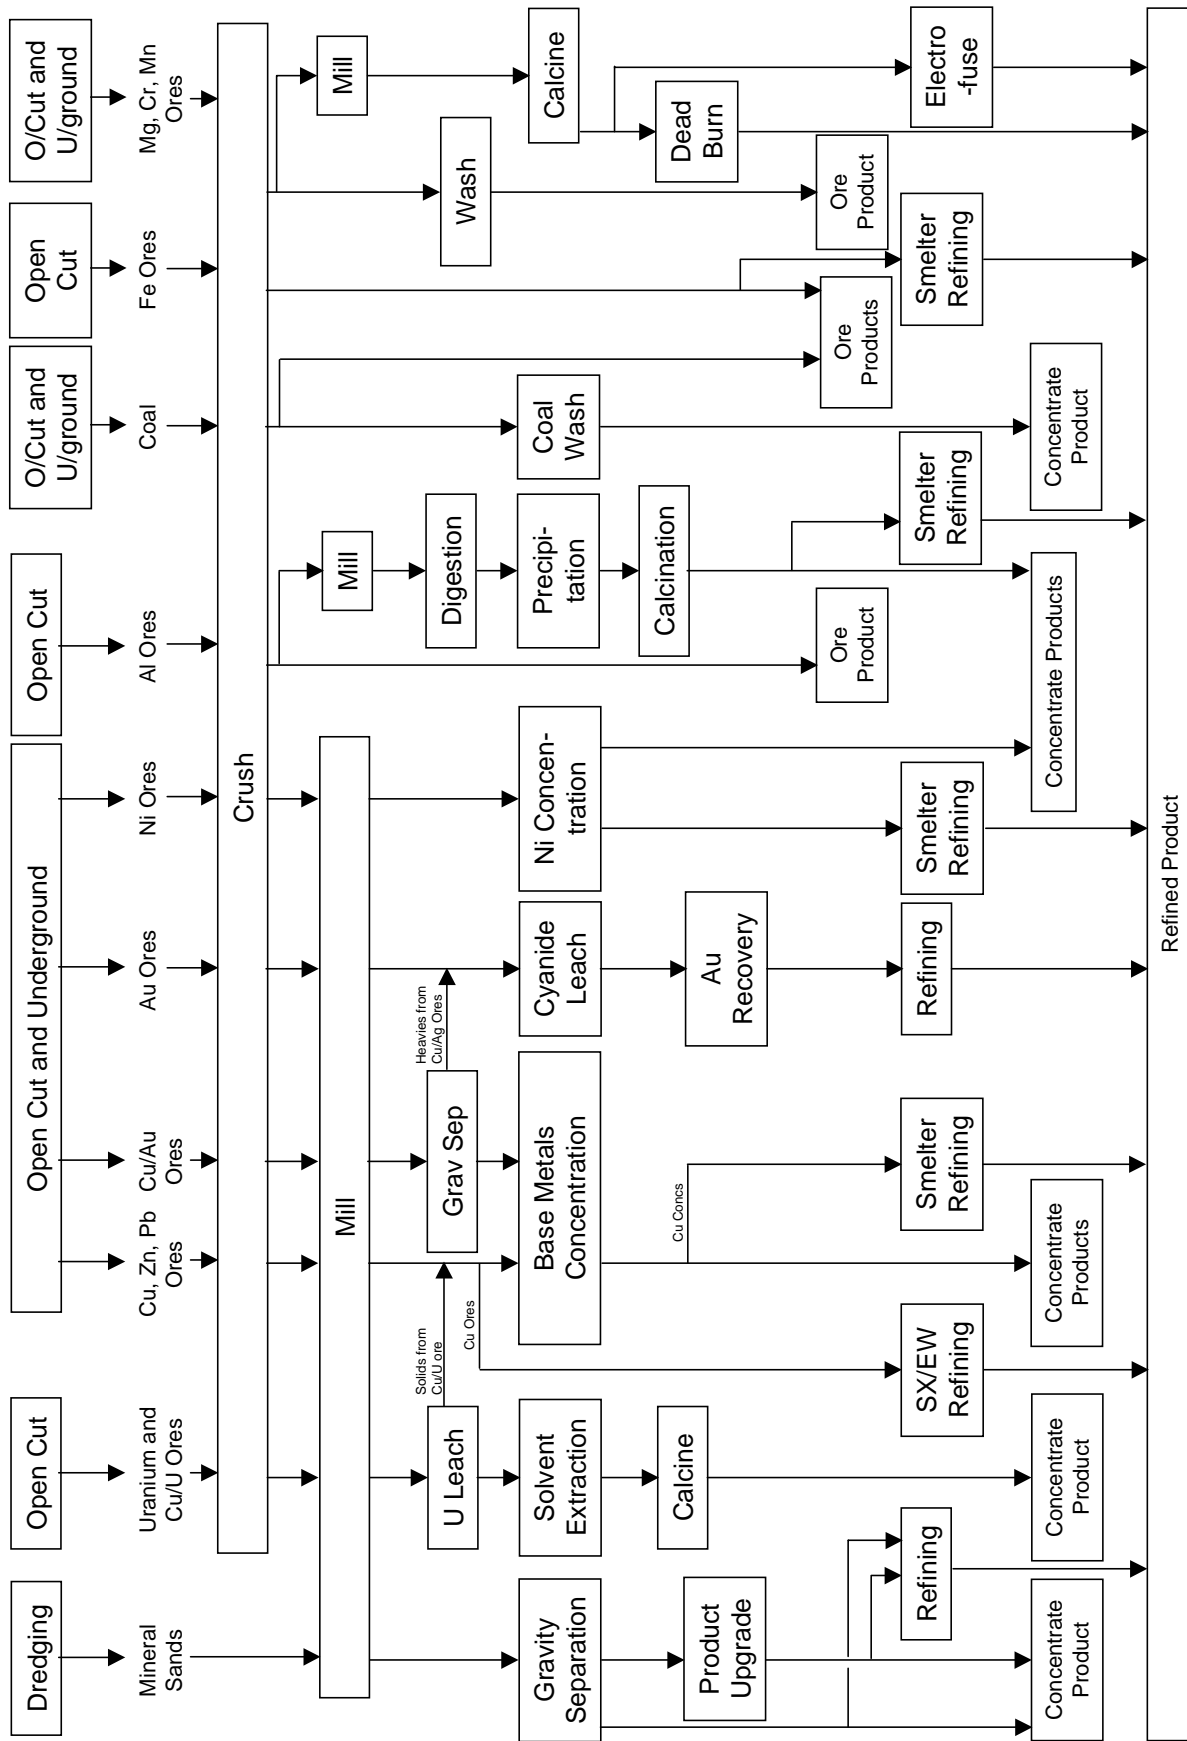 Dredging
Open Cut
Open Cut and Underground
Open Cut
O/Cut and
U/ground
Open
Cut
O/Cut and
U/ground
Mineral
Sands
Uranium and
Cu/U Ores
Cu, Zn, Pb
Ores
Cu/Au
Ores
Au Ores
Ni Ores
Al Ores
Coal
Fe Ores
Mg, Cr, Mn
Ores
Crush
Mill
Mill
Mill
U Leach
Solids from
Cu/U ore
Cu Ores
Grav Sep
Heavies from
Cu/Ag Ores
Digestion
Wash
Gravity
Separation
Solvent
Extraction
Base Metals
Concentration
Cyanide
Leach
Ni Concen-
tration
Precipi-
tation
Coal
Wash
Calcine
Product
Upgrade
Calcine
Cu Concs
Au
Recovery
Calcination
Dead
Burn
Ore
Product
Ore
Products
Ore
Product
Refining
SX/EW
Refining
Smelter
Refining
Refining
Smelter
Refining
Smelter
Refining
Smelter
Refining
Electro
-fuse
Concentrate
Product
Concentrate
Product
Concentrate
Products
Concentrate Products
Concentrate
Product
Refined Product